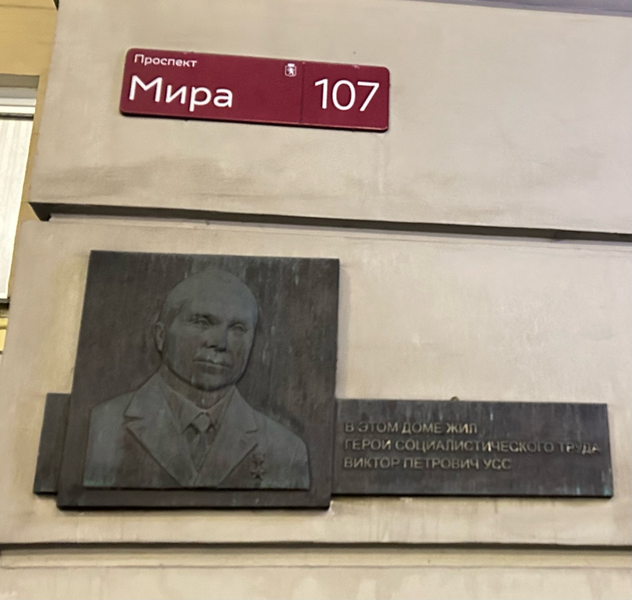 Проспект
Мира 107
В ЭТОМ ДОМЕ ЖИЛ
ГЕРОЙ СОЦИАЛИСТИЧЕСКОГО ТРУДА
ВИКТОР ПЕТРОВИЧ УСС